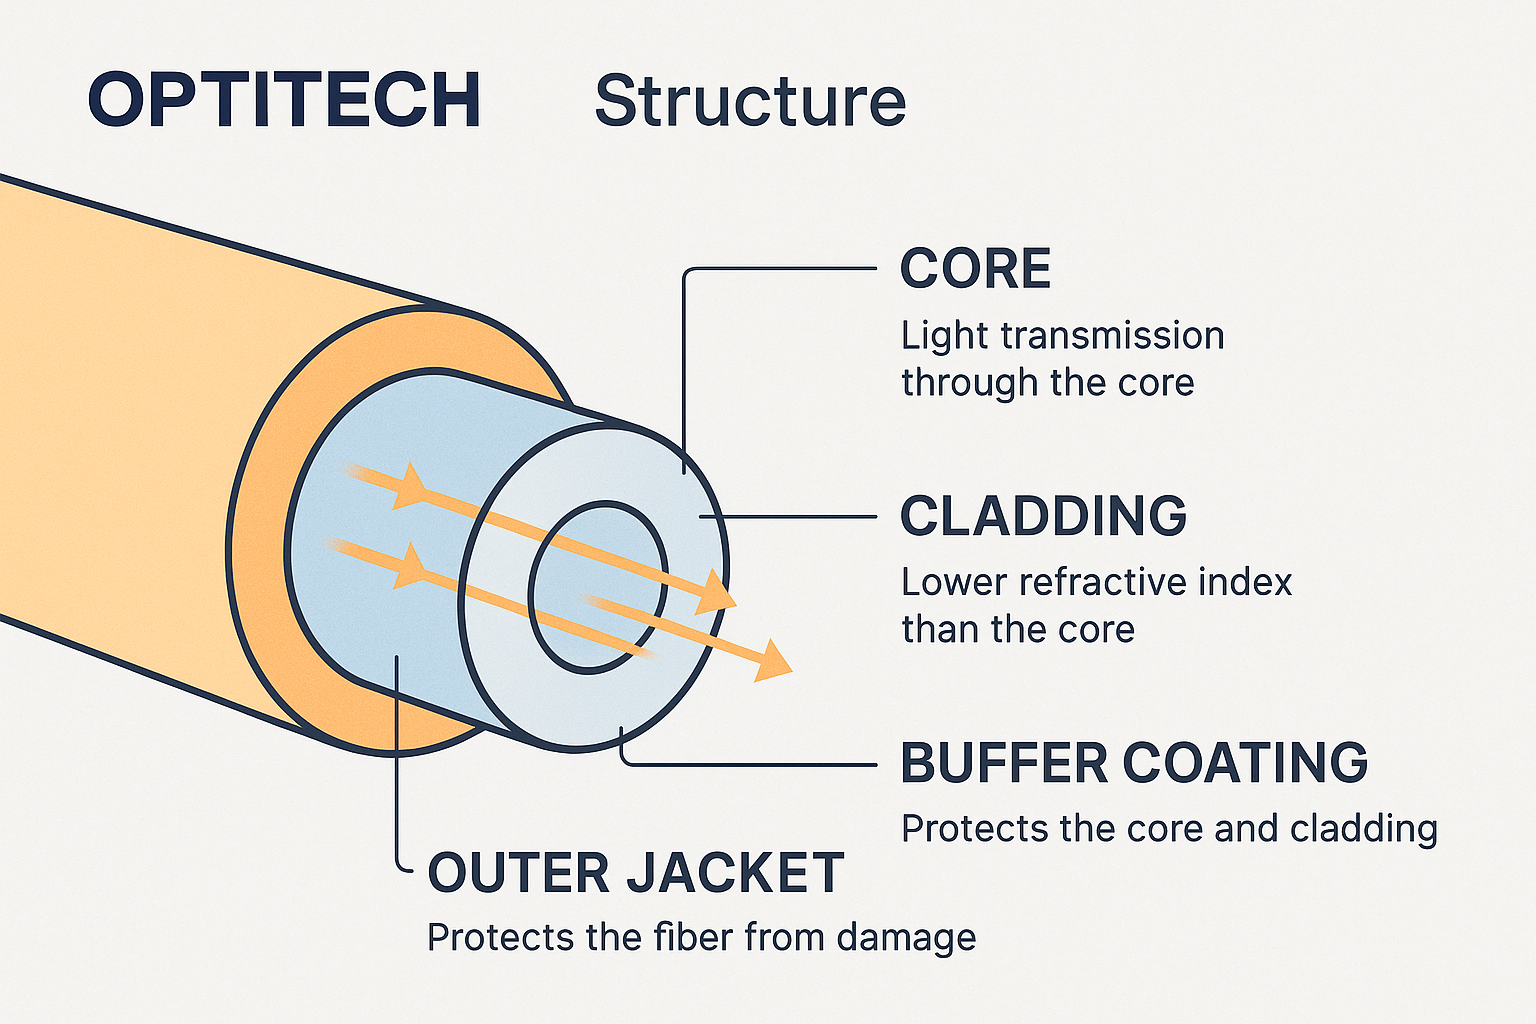 OPTITECH Structure
CORE
Light transmission
through the core
CLADDING
Lower refractive index
than the core
BUFFER COATING
Protects the core and cladding
OUTER JACKET
Protects the fiber from damage